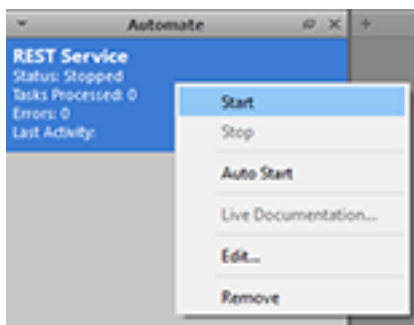 Automate
REST Service
Status: Stopped
Tasks Processed: 0
Errors: 0
Last Activity:
Start
Stop
Auto Start
Live Documentation...
Edit...
Remove